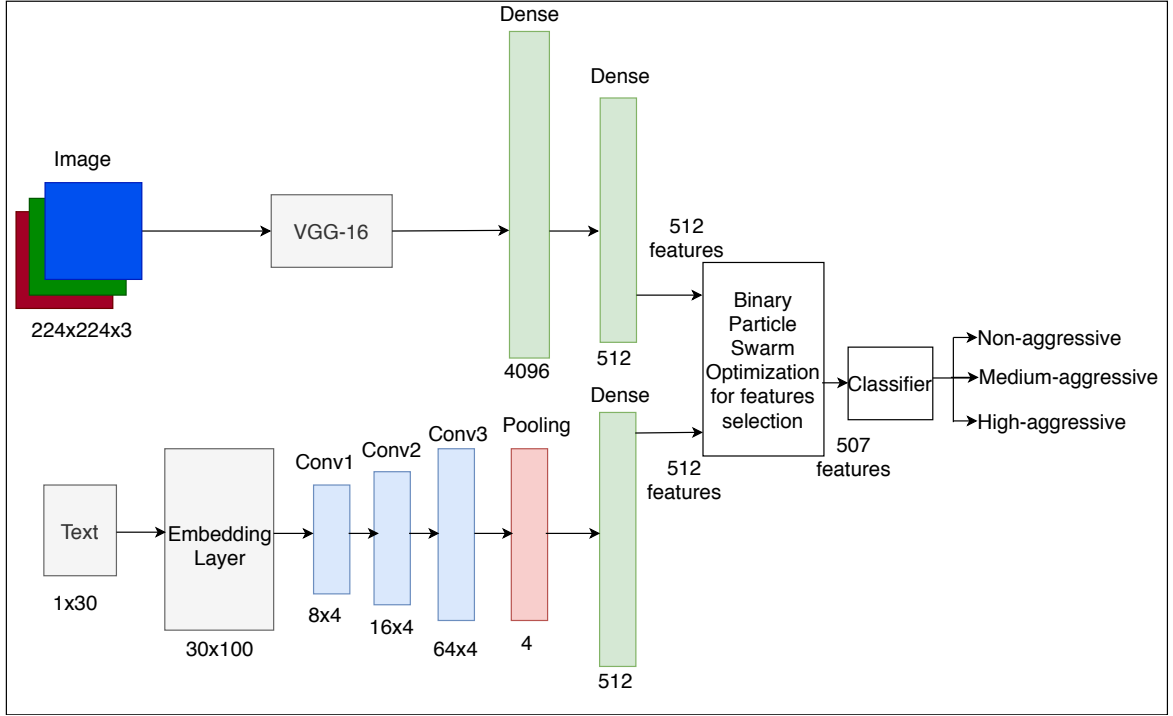 Dense
Dense
Image
VGG-16
224x224x3
4096
512
512
features
Binary
Particle
Swarm
Optimization
for features
selection
Classifier
Non-aggressive
Medium-aggressive
High-aggressive
507
features
Dense
Pooling
Conv3
Conv2
Conv1
512
features
Text
Embedding
Layer
1x30
30x100
8x4
16x4
64x4
4
512